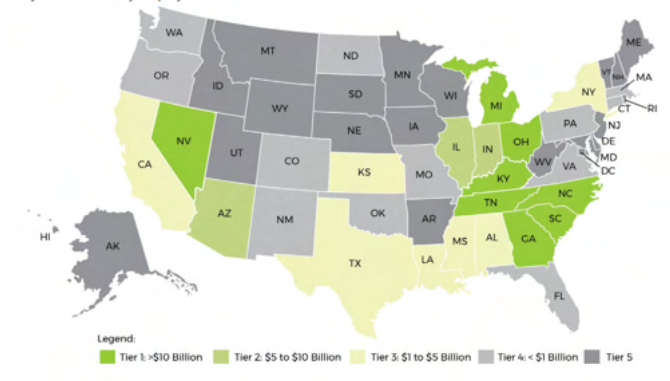 WA
ME
MT
ND
VT
NH
MN
OR
MA
ID
SD
WI
NY
MI
CT
RI
WY
IA
PA
NJ
NE
OH
DE
NV
IL
IN
MD
UT
WV
DC
CA
CO
KS
MO
VA
KY
NC
TN
AZ
NM
OK
AR
SC
MS
AL
GA
HI
AK
TX
LA
FL
Legend:
Tier 1: >$10 Billion
Tier 2: $5 to $10 Billion
Tier 3: $1 to $5 Billion
Tier 4: < $1 Billion
Tier 5